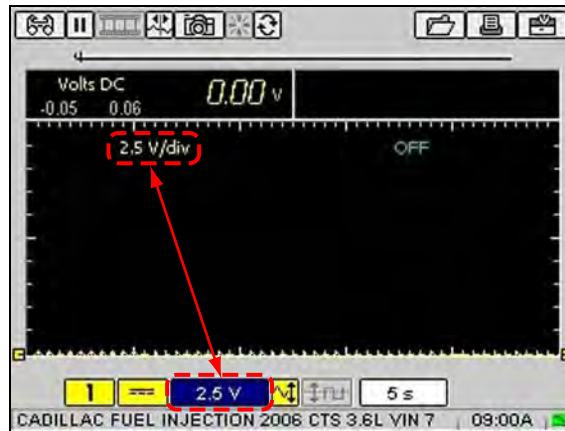 Volts DC
0.00 v
-0.05 0.06
2.5 V/div OFF
1 2.5 V 5 s
CADILLAC FUEL INJECTION 2006 CTS 3.6L VIN 7 09:00A